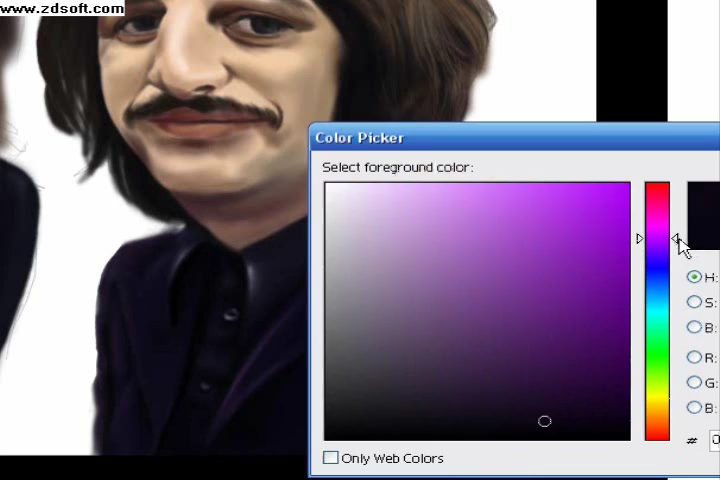 www.zdsoft.com
Color Picker
Select foreground color:
H:
S:
B:
R:
G:
B:
#
Only Web Colors